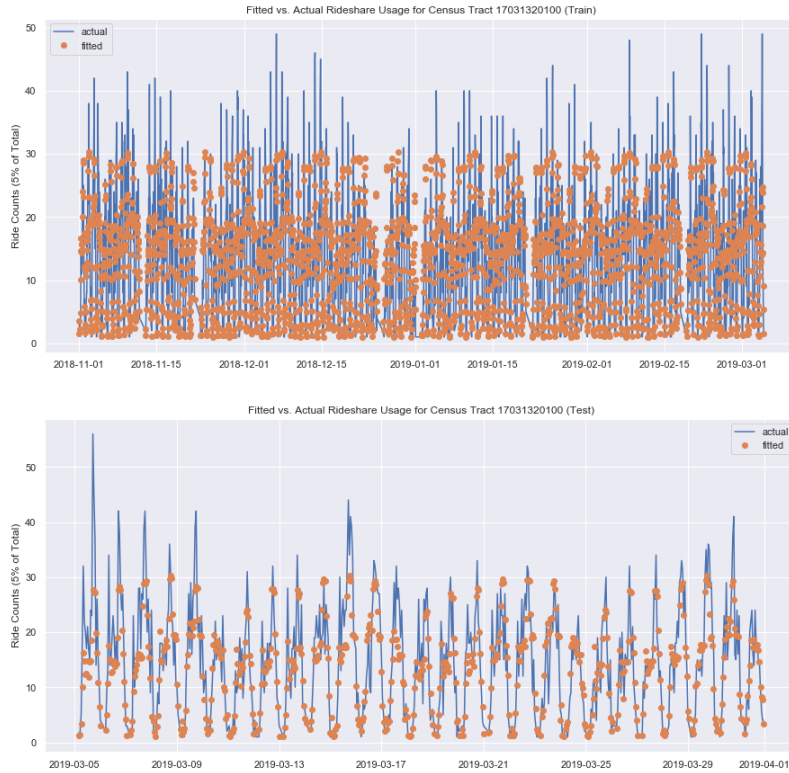 Fitted vs. Actual Rideshare Usage for Census Tract 17031320100 (Train)
actual
fitted
50
40
30
20
10
0
Ride Counts (5% of Total)
2018-11-01 2018-11-15 2018-12-01 2018-12-15 2019-01-01 2019-01-15 2019-02-01 2019-02-15 2019-03-01
Fitted vs. Actual Rideshare Usage for Census Tract 17031320100 (Test)
actual
fitted
60
50
40
30
20
10
0
Ride Counts (5% of Total)
2019-03-05 2019-03-09 2019-03-13 2019-03-17 2019-03-21 2019-03-25 2019-03-29 2019-04-01